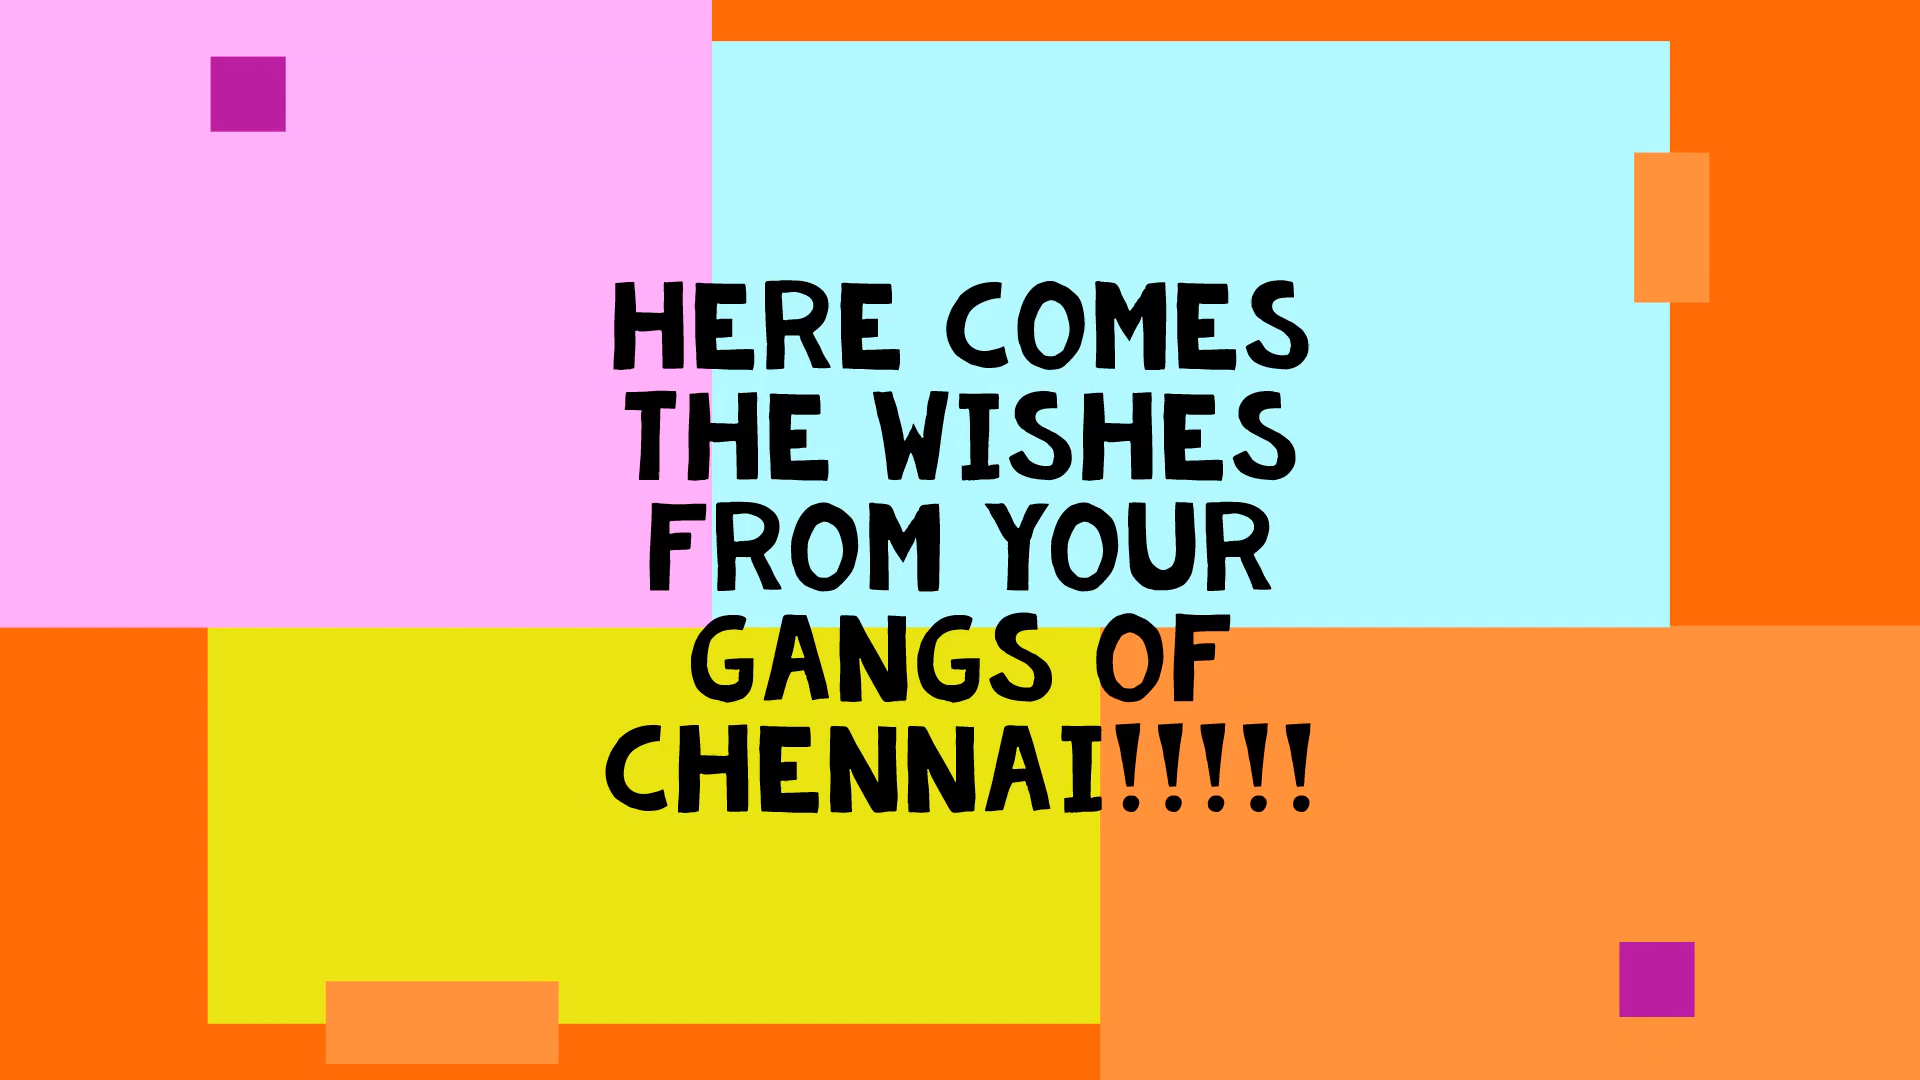 HERE COMES
THE WISHES
FROM YOUR
GANGS OF
CHENNAI!!!!!